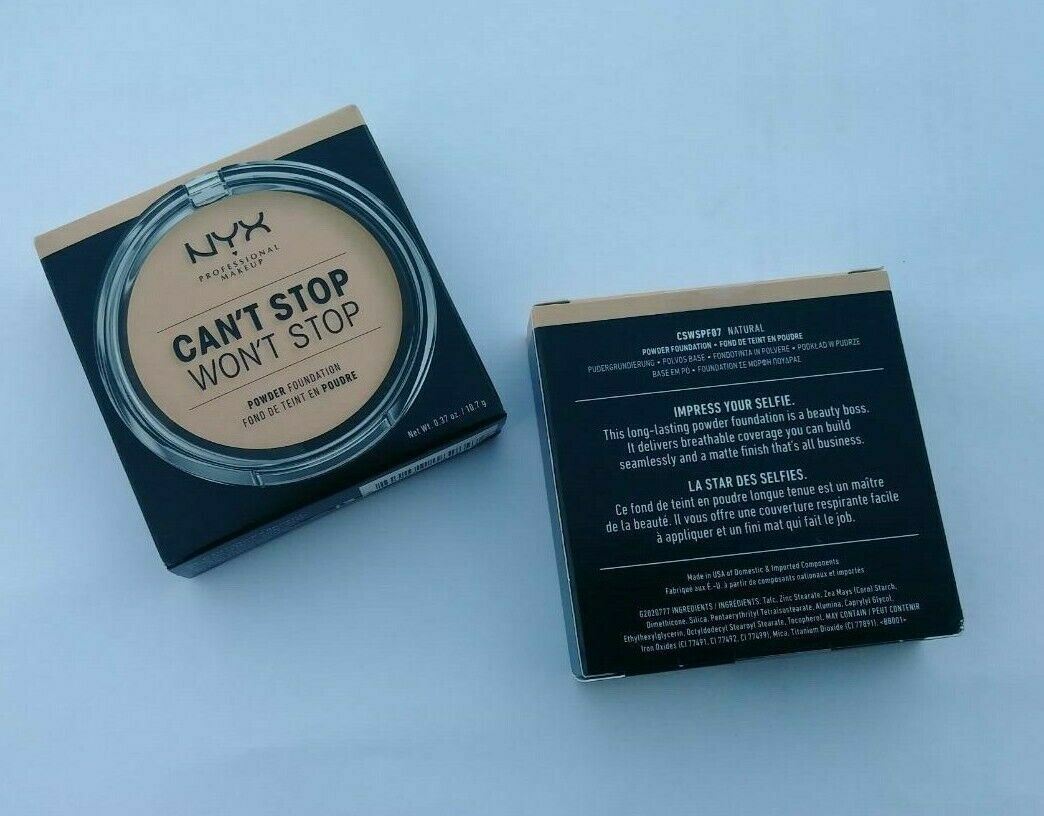 NYX
PROFESSIONAL
MAKEUP
CAN'T STOP
WON'T STOP
POWDER FOUNDATION
FOND DE TEINT EN POUDRE
Net Wt. 0.37 oz. / 10.7 g
CSWSPF07 NATURAL
POWDER FOUNDATION • FOND DE TEINT EN POUDRE
PUDERGRUNDIERUNG • POLVOS BASE • FONDOTINTA IN POLVERE • PODKŁAD W PUDRZE
BASE EM PÓ • FOUNDATION ΣΕ ΜΟΡΦΗ ΠΟΥΔΡΑΣ
IMPRESS YOUR SELFIE.
This long-lasting powder foundation is a beauty boss.
It delivers breathable coverage you can build
seamlessly and a matte finish that's all business.
LA STAR DES SELFIES.
Ce fond de teint en poudre longue tenue est un maître
de la beauté. Il vous offre une couverture respirante facile
à appliquer et un fini mat qui fait le job.
Made in USA of Domestic & Imported Components
Fabriqué aux É.-U. à partir de composants nationaux et importés
G2020777 INGREDIENTS / INGRÉDIENTS: Talc, Zinc Stearate, Zea Mays (Corn) Starch,
Dimethicone, Silica, Pentaerythrityl Tetraisostearate, Alumina, Caprylyl Glycol,
Ethylhexylglycerin, Octyldodecyl Stearoyl Stearate, Tocopherol. MAY CONTAIN / PEUT CONTENIR
Iron Oxides (CI 77491, CI 77492, CI 77499), Mica, Titanium Dioxide (CI 77891). <BB001>